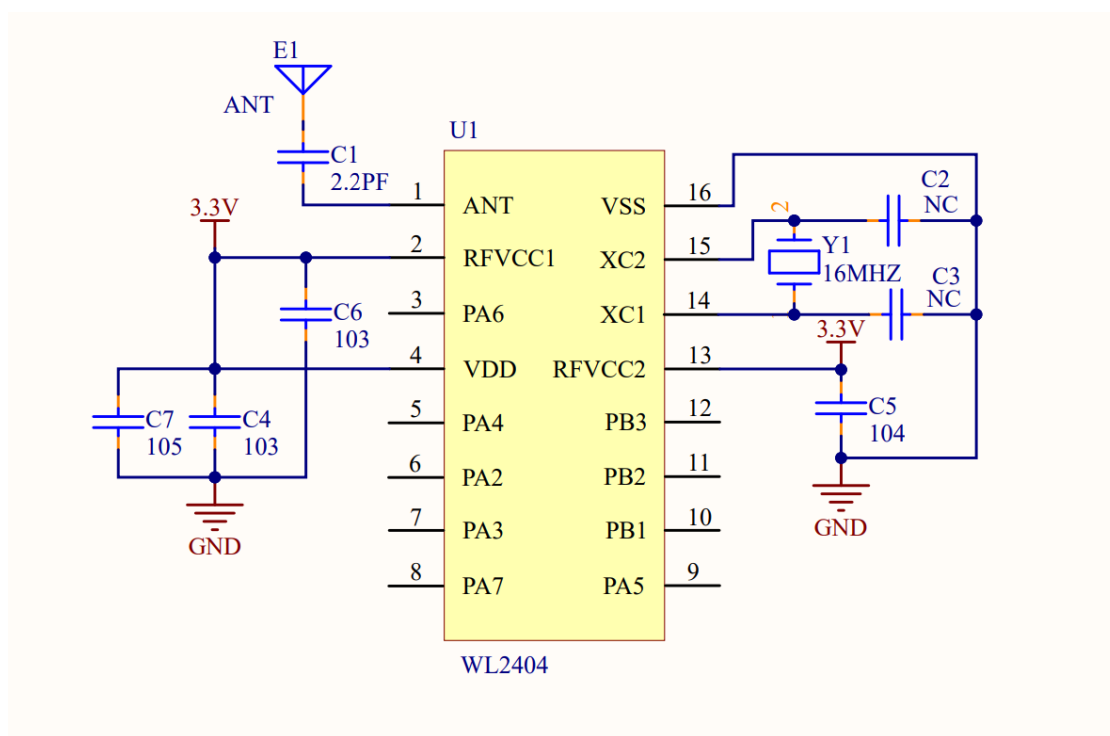 E1
ANT
C1
2.2PF
U1
3.3V
1
ANT
2
RFVCC1
3
PA6
4
VDD
5
PA4
6
PA2
7
PA3
8
PA7
C6
103
C7
105
C4
103
GND
VSS
16
XC2
15
XC1
14
RFVCC2
13
PB3
12
PB2
11
PB1
10
PA5
9
2
Y1
16MHZ
C2
NC
C3
NC
3.3V
C5
104
GND
WL2404